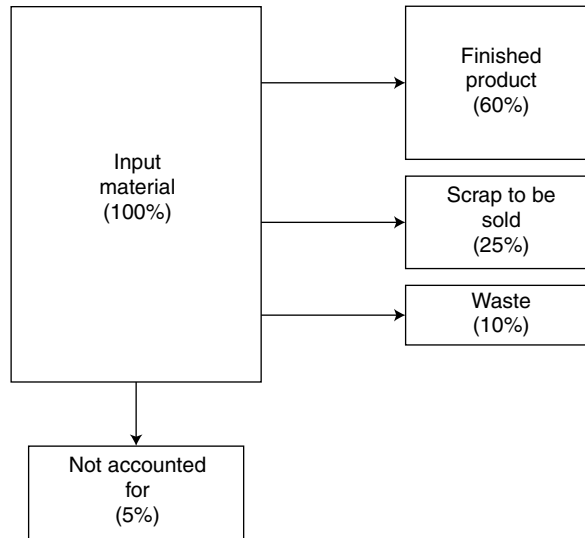 Input
material
(100%)
Finished
product
(60%)
Scrap to be
sold
(25%)
Waste
(10%)
Not accounted
for
(5%)